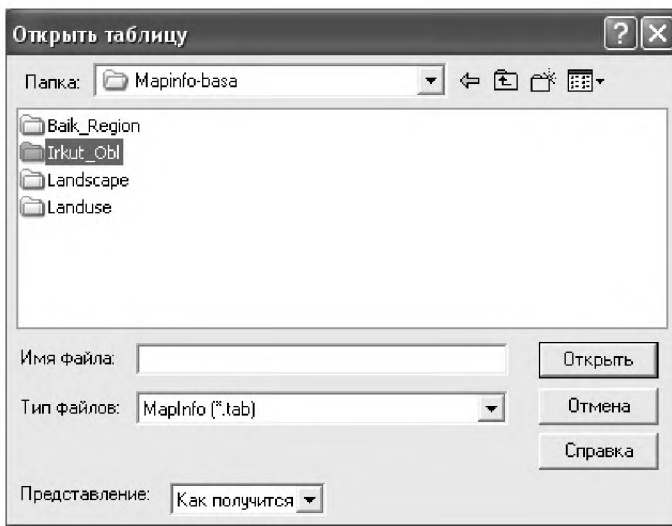 Открыть таблицу
Папка: Mapinfo-basa
Baik_Region
Irkut_Obl
Landscape
Landuse
Имя файла: Открыть
Тип файлов: MapInfo (*.tab) Отмена
Справка
Представление: Как получится